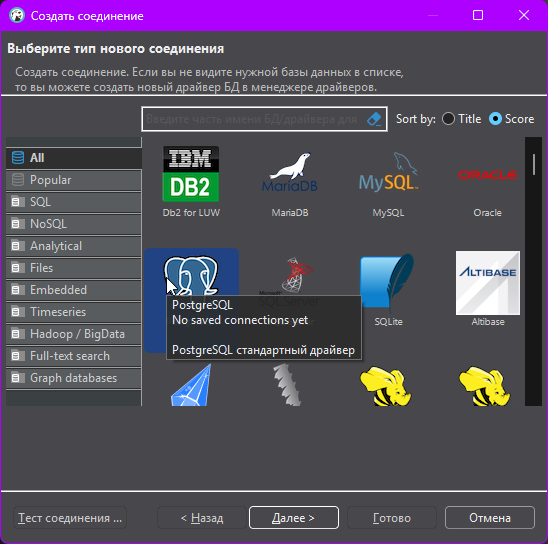 Создать соединение
Выберите тип нового соединения
Создать соединение. Если вы не видите нужной базы данных в списке,
то вы можете создать новый драйвер БД в менеджере драйверов.
Введите часть имени БД/драйвера для
Sort by: Title Score
All
Popular
SQL
NoSQL
Analytical
Files
Embedded
Timeseries
Hadoop / BigData
Full-text search
Graph databases
IBM
DB2
Db2 for LUW
MariaDB
MariaDB
MySQL
MySQL
ORACLE
Oracle
Microsoft
SQL Server
SQLite
ALTIBASE
Altibase
PostgreSQL
No saved connections yet
PostgreSQL стандартный драйвер
Тест соединения ...
< Назад
Далее >
Готово
Отмена